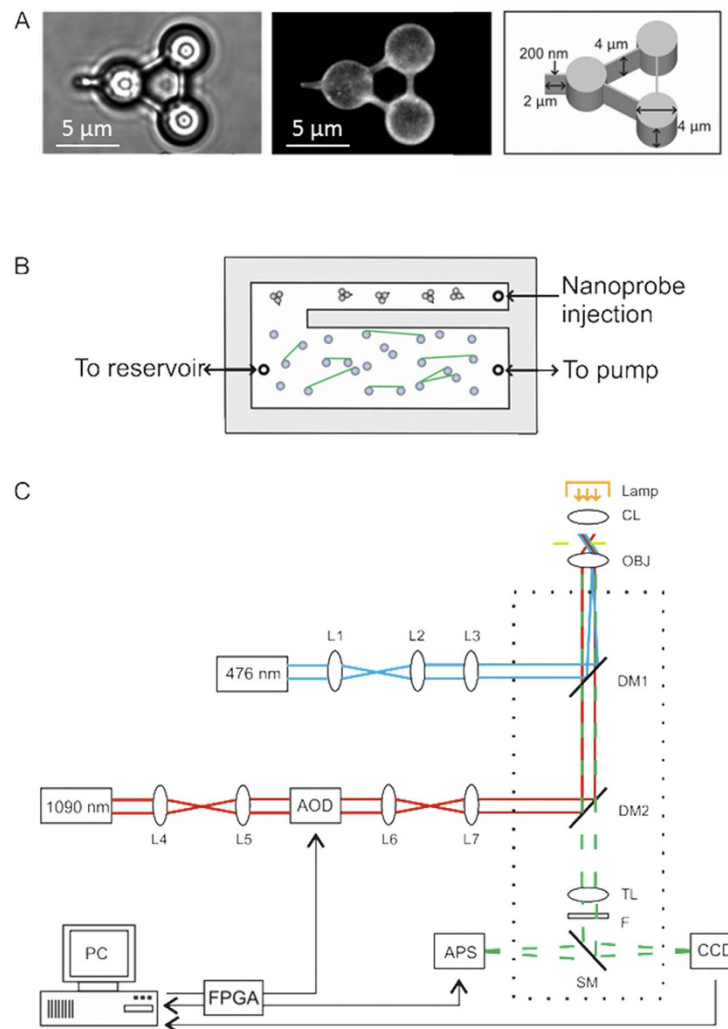 A
5 μm
5 μm
200 nm
4 μm
2 μm
4 μm
B
Nanoprobe
injection
To reservoir
To pump
C
Lamp
CL
OBJ
L1
L2
L3
476 nm
DM1
1090 nm
AOD
DM2
L4
L5
L6
L7
TL
F
PC
APS
CCD
FPGA
SM